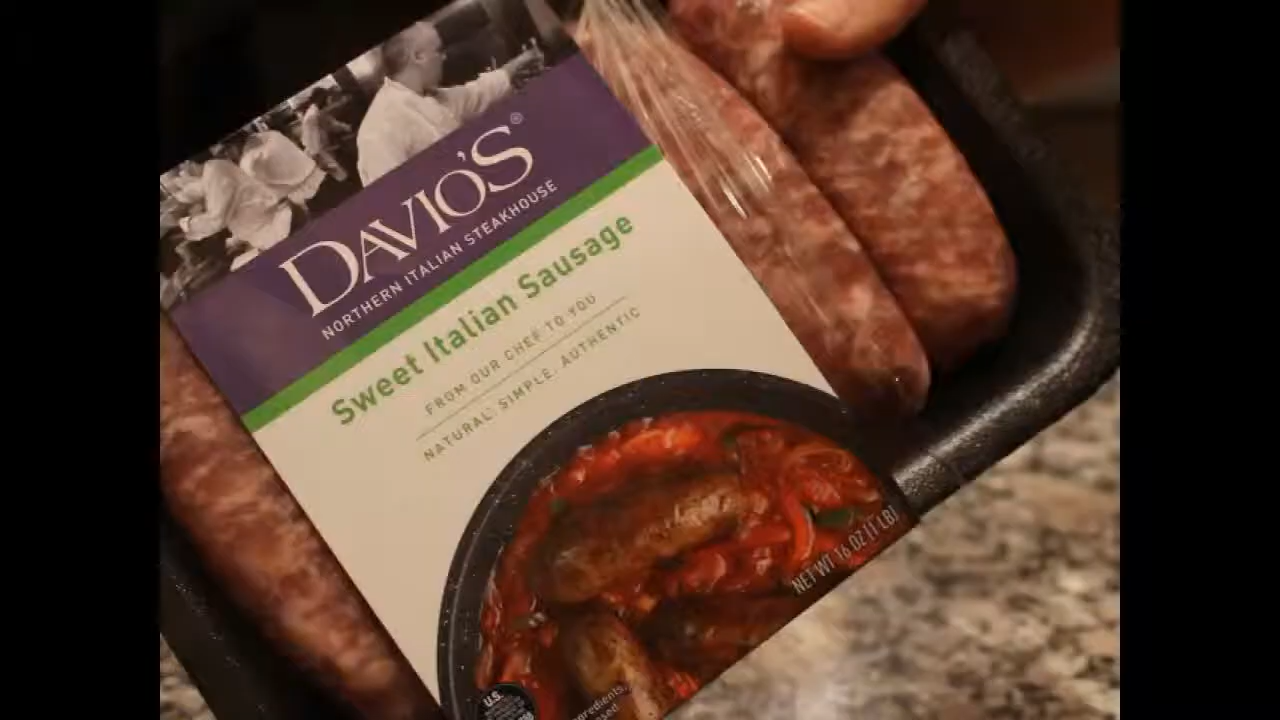 DAVIO'S®
NORTHERN ITALIAN STEAKHOUSE
Sweet Italian Sausage
FROM OUR CHEF TO YOU
NATURAL, SIMPLE, AUTHENTIC
NET WT 16 OZ (1 LB)
U.S.